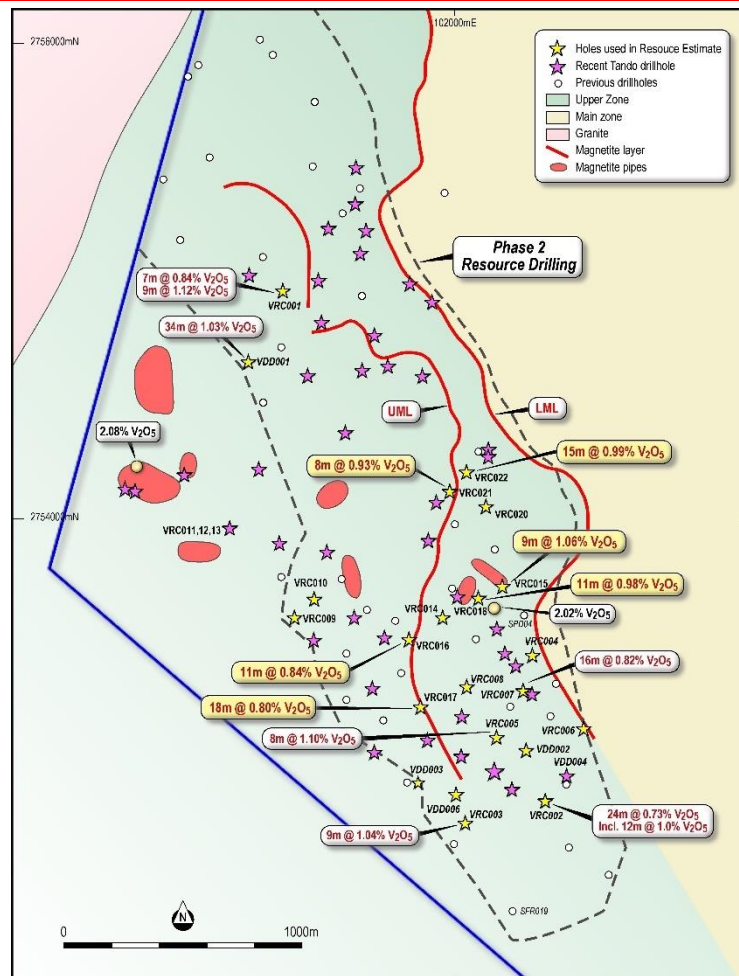 102000mE
2756000mN
Holes used in Resouce Estimate
Recent Tando drillhole
Previous drillholes
Upper Zone
Main zone
Granite
Magnetite layer
Magnetite pipes
Phase 2
Resource Drilling
7m @ 0.84% V₂O₅
9m @ 1.12% V₂O₅
VRC001
34m @ 1.03% V₂O₅
VDD001
UML
LML
2.08% V₂O₅
8m @ 0.93% V₂O₅
15m @ 0.99% V₂O₅
VRC022
VRC021
VRC020
2754000mN
VRC011,12,13
9m @ 1.06% V₂O₅
VRC015
11m @ 0.98% V₂O₅
VRC010
VRC018
2.02% V₂O₅
VRC009
VRC014
SP004
VRC016
VRC004
11m @ 0.84% V₂O₅
16m @ 0.82% V₂O₅
VRC008
VRC007
18m @ 0.80% V₂O₅
VRC017
VRC005
VRC006
8m @ 1.10% V₂O₅
VDD002
VDD003
VDD004
VDD006
VRC003
VRC002
24m @ 0.73% V₂O₅
Incl. 12m @ 1.0% V₂O₅
9m @ 1.04% V₂O₅
SFR019
N
0
1000m